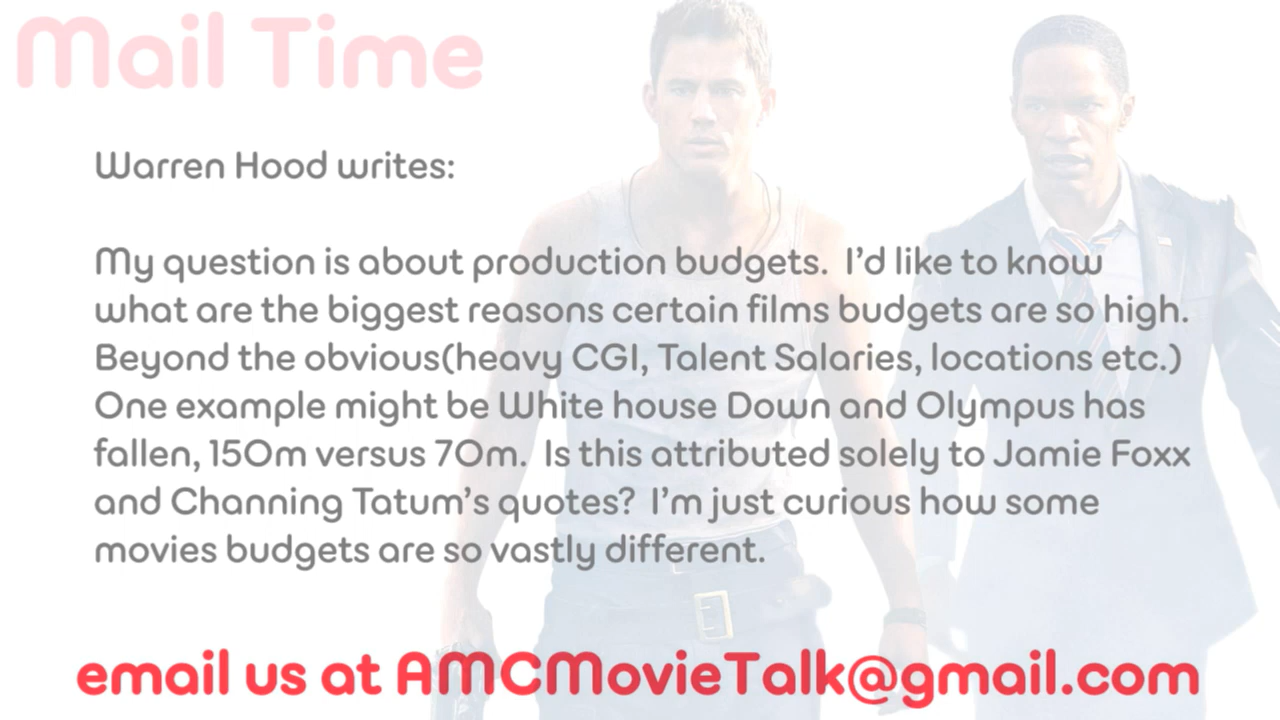 Mail Time
Warren Hood writes:
My question is about production budgets.  I'd like to know
what are the biggest reasons certain films budgets are so high.
Beyond the obvious(heavy CGI, Talent Salaries, locations etc.)
One example might be White house Down and Olympus has
fallen, 150m versus 70m.  Is this attributed solely to Jamie Foxx
and Channing Tatum's quotes?  I'm just curious how some
movies budgets are so vastly different.
email us at AMCMovieTalk@gmail.com